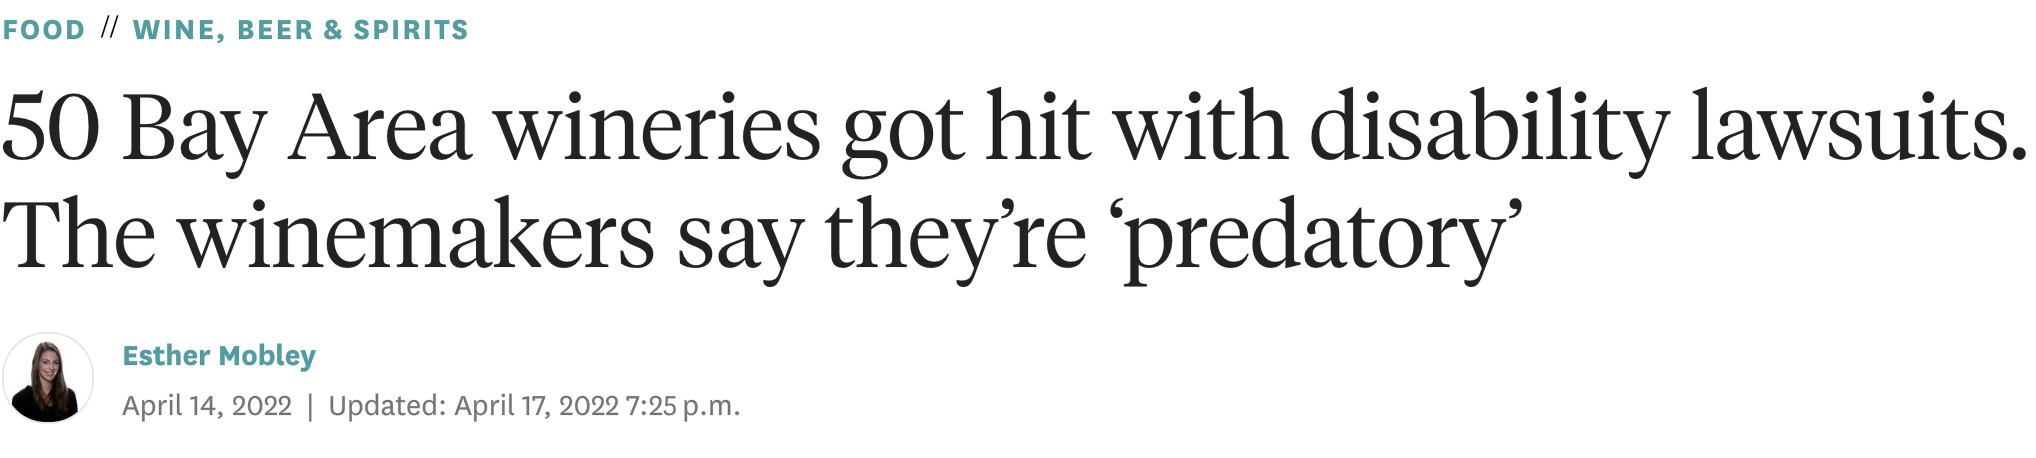 FOOD // WINE, BEER & SPIRITS
50 Bay Area wineries got hit with disability lawsuits.
The winemakers say they’re ‘predatory’
Esther Mobley
April 14, 2022 | Updated: April 17, 2022 7:25 p.m.